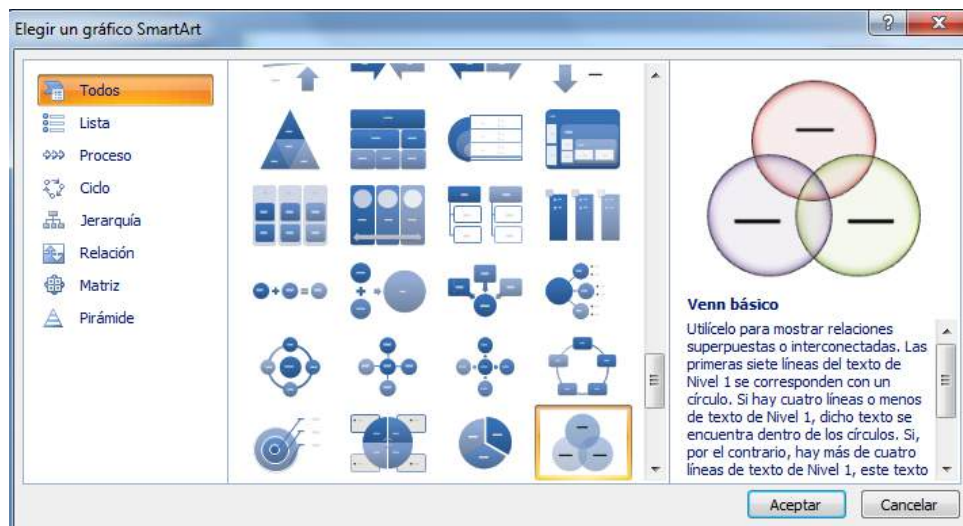 Elegir un gráfico SmartArt
Todos
Lista
Proceso
Ciclo
Jerarquía
Relación
Matriz
Pirámide
Venn básico
Utilícelo para mostrar relaciones
superpuestas o interconectadas. Las
primeras siete líneas del texto de
Nivel 1 se corresponden con un
círculo. Si hay cuatro líneas o menos
de texto de Nivel 1, dicho texto se
encuentra dentro de los círculos. Si,
por el contrario, hay más de cuatro
líneas de texto de Nivel 1, este texto
Aceptar
Cancelar